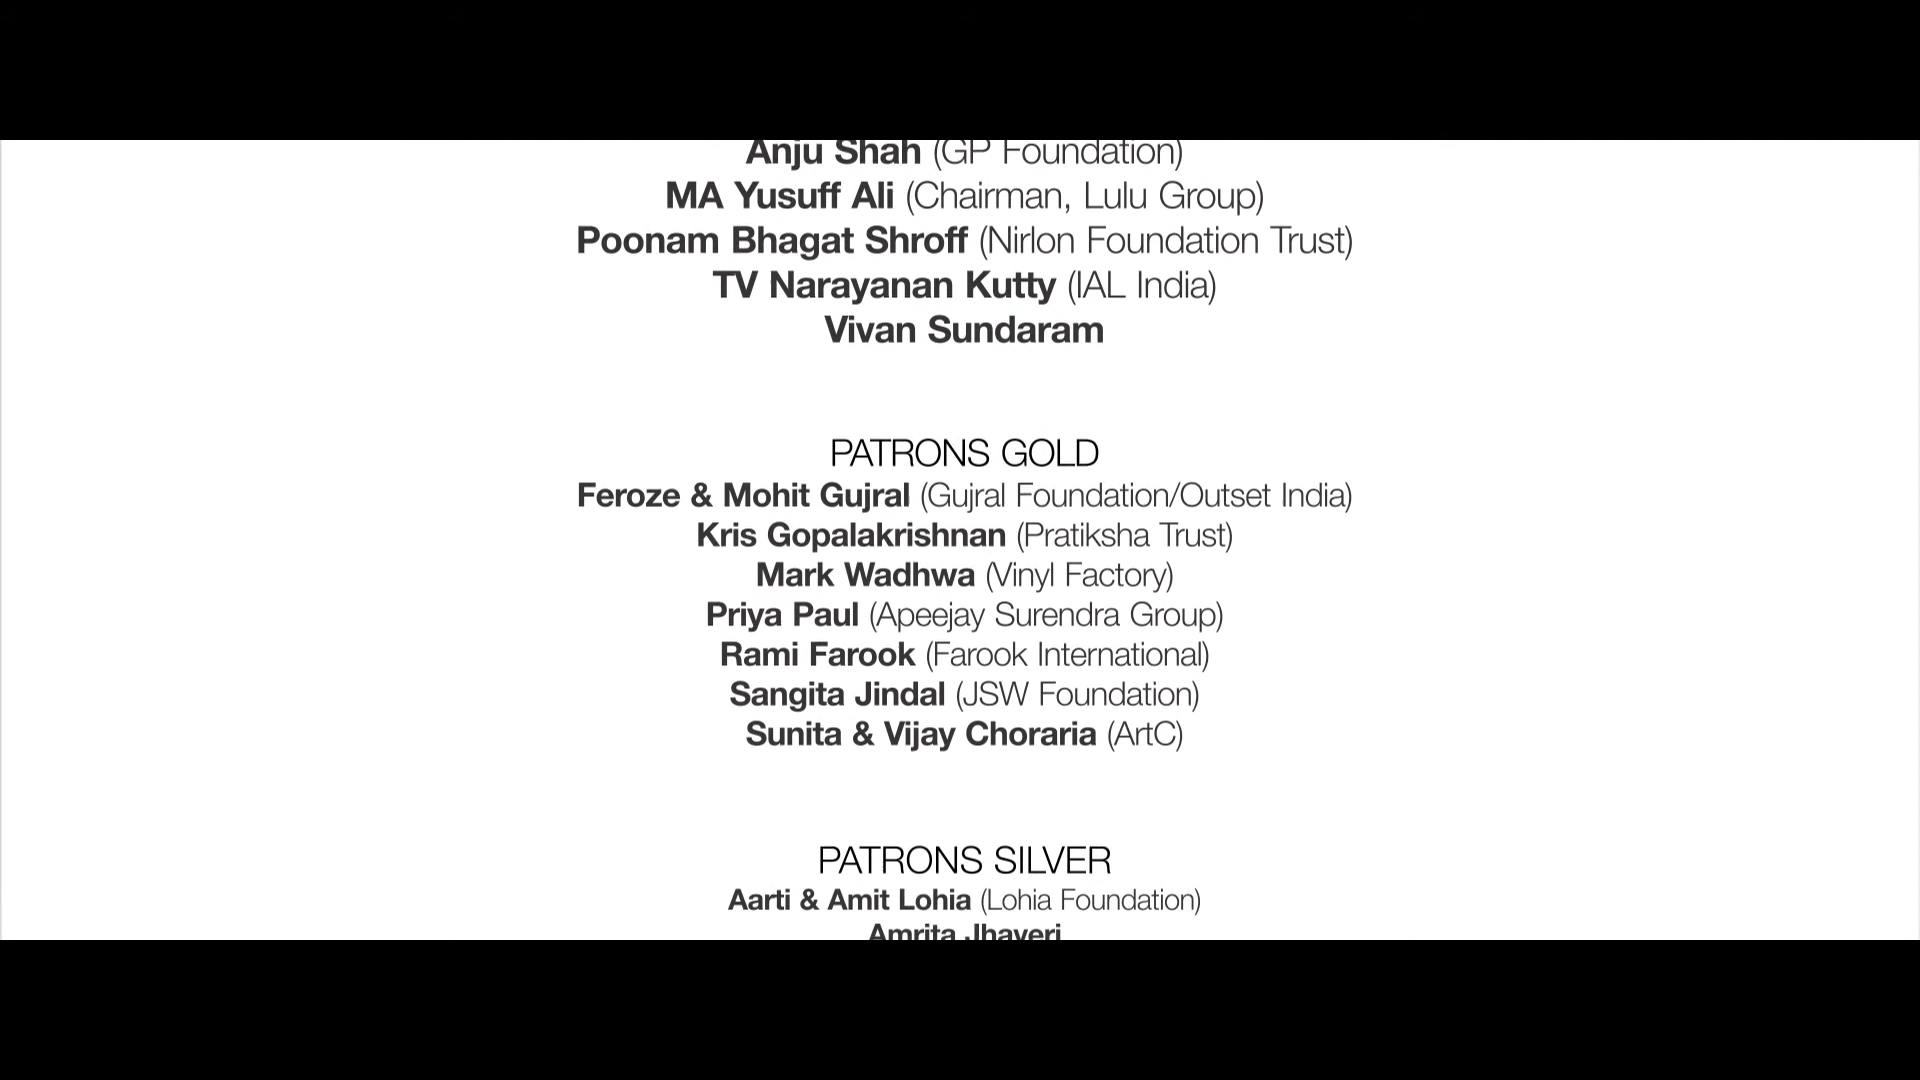 Anju Shah (GP Foundation)
MA Yusuff Ali (Chairman, Lulu Group)
Poonam Bhagat Shroff (Nirlon Foundation Trust)
TV Narayanan Kutty (IAL India)
Vivan Sundaram
PATRONS GOLD
Feroze & Mohit Gujral (Gujral Foundation/Outset India)
Kris Gopalakrishnan (Pratiksha Trust)
Mark Wadhwa (Vinyl Factory)
Priya Paul (Apeejay Surendra Group)
Rami Farook (Farook International)
Sangita Jindal (JSW Foundation)
Sunita & Vijay Choraria (ArtC)
PATRONS SILVER
Aarti & Amit Lohia (Lohia Foundation)
Amrita Jhaveri